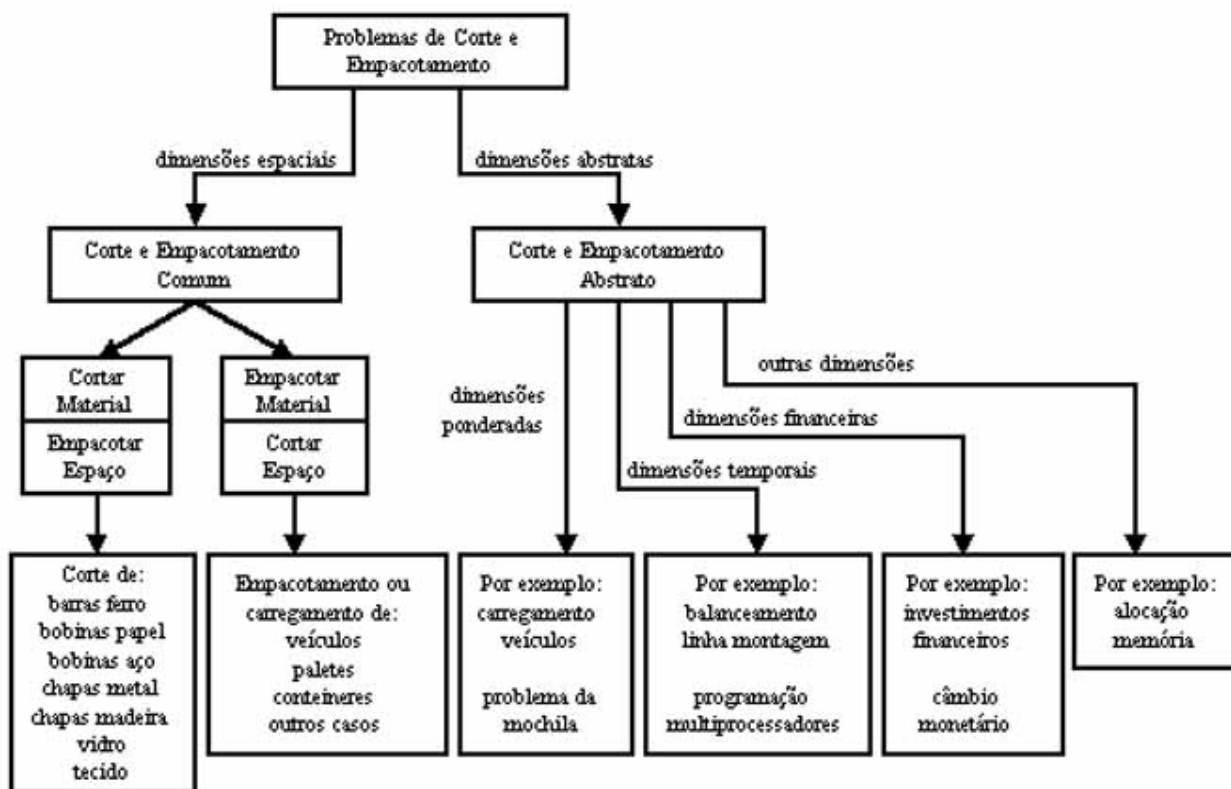 Problemas de Corte e
Empacotamento
dimensões espaciais
dimensões abstratas
Corte e Empacotamento
Comum
Corte e Empacotamento
Abstrato
Cortar
Material
Empacotar
Espaço
Empacotar
Material
Cortar
Espaço
dimensões
ponderadas
outras dimensões
dimensões financeiras
dimensões temporais
Corte de:
barras ferro
bobinas papel
bobinas aço
chapas metal
chapas madeira
vidro
tecido
Empacotamento ou
carregamento de:
veículos
paletes
conteineres
outros casos
Por exemplo:
carregamento
veículos
problema da
mochila
Por exemplo:
balanceamento
linha montagem
programação
multiprocessadores
Por exemplo:
investimentos
financeiros
câmbio
monetário
Por exemplo:
alocação
memória